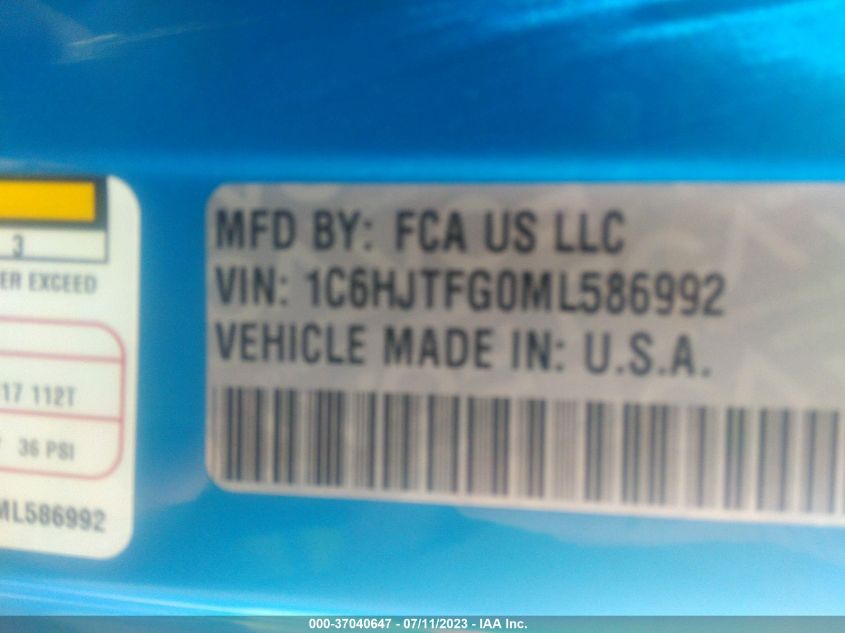 MFD BY: FCA US LLC
VIN: 1C6HJTFG0ML586992
VEHICLE MADE IN: U.S.A.
3
ER EXCEED
17 112T
36 PSI
ML586992
000-37040647 - 07/11/2023 - IAA Inc.